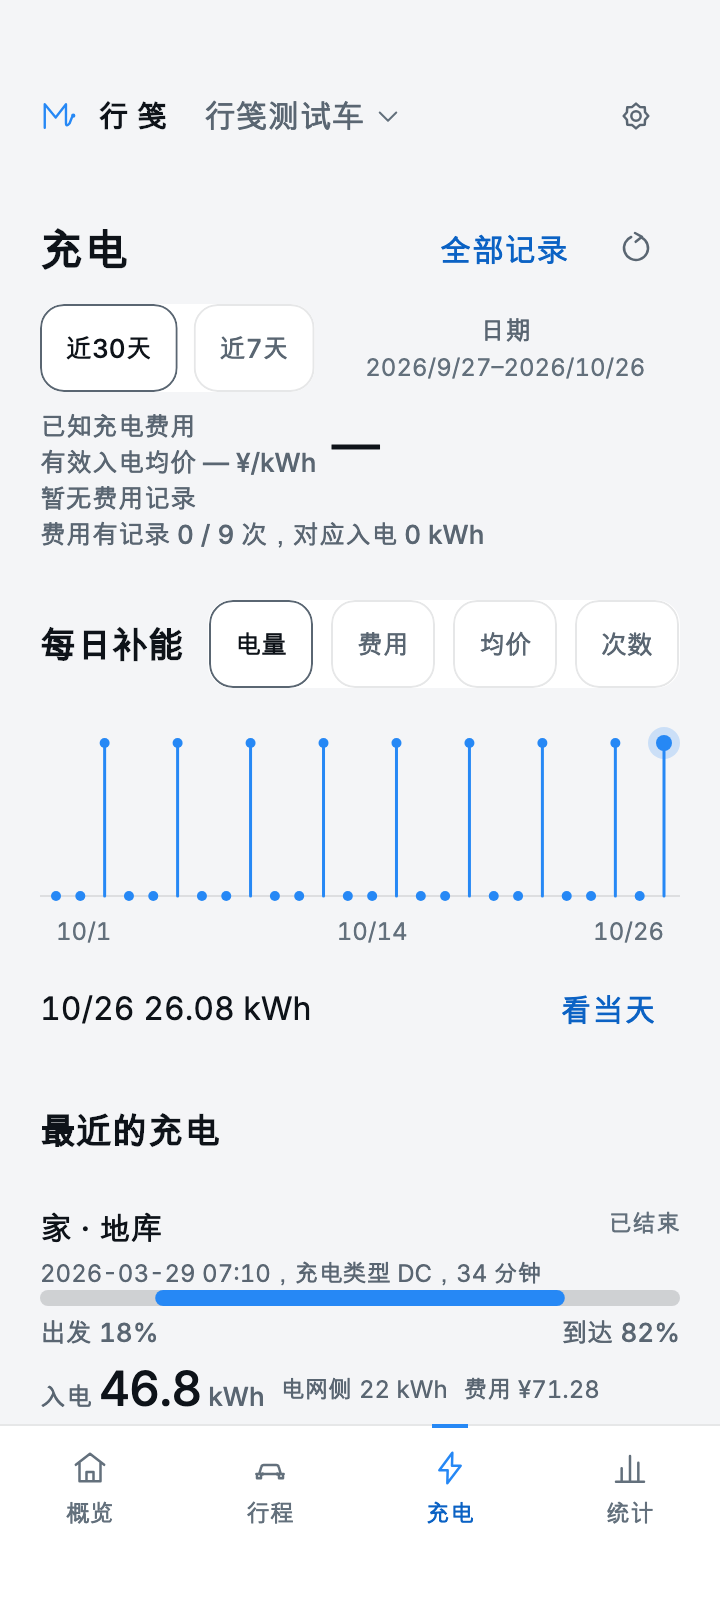 行笺 行笺测试车
充电 全部记录
近30天 近7天 日期
2026/9/27–2026/10/26
已知充电费用
有效入电均价 — ¥/kWh —
暂无费用记录
费用有记录 0 / 9 次，对应入电 0 kWh
每日补能 电量 费用 均价 次数
10/1 10/14 10/26
10/26 26.08 kWh 看当天
最近的充电
家 · 地库 已结束
2026-03-29 07:10，充电类型 DC，34 分钟
出发 18% 到达 82%
入电 46.8 kWh 电网侧 22 kWh 费用 ¥71.28
概览 行程 充电 统计